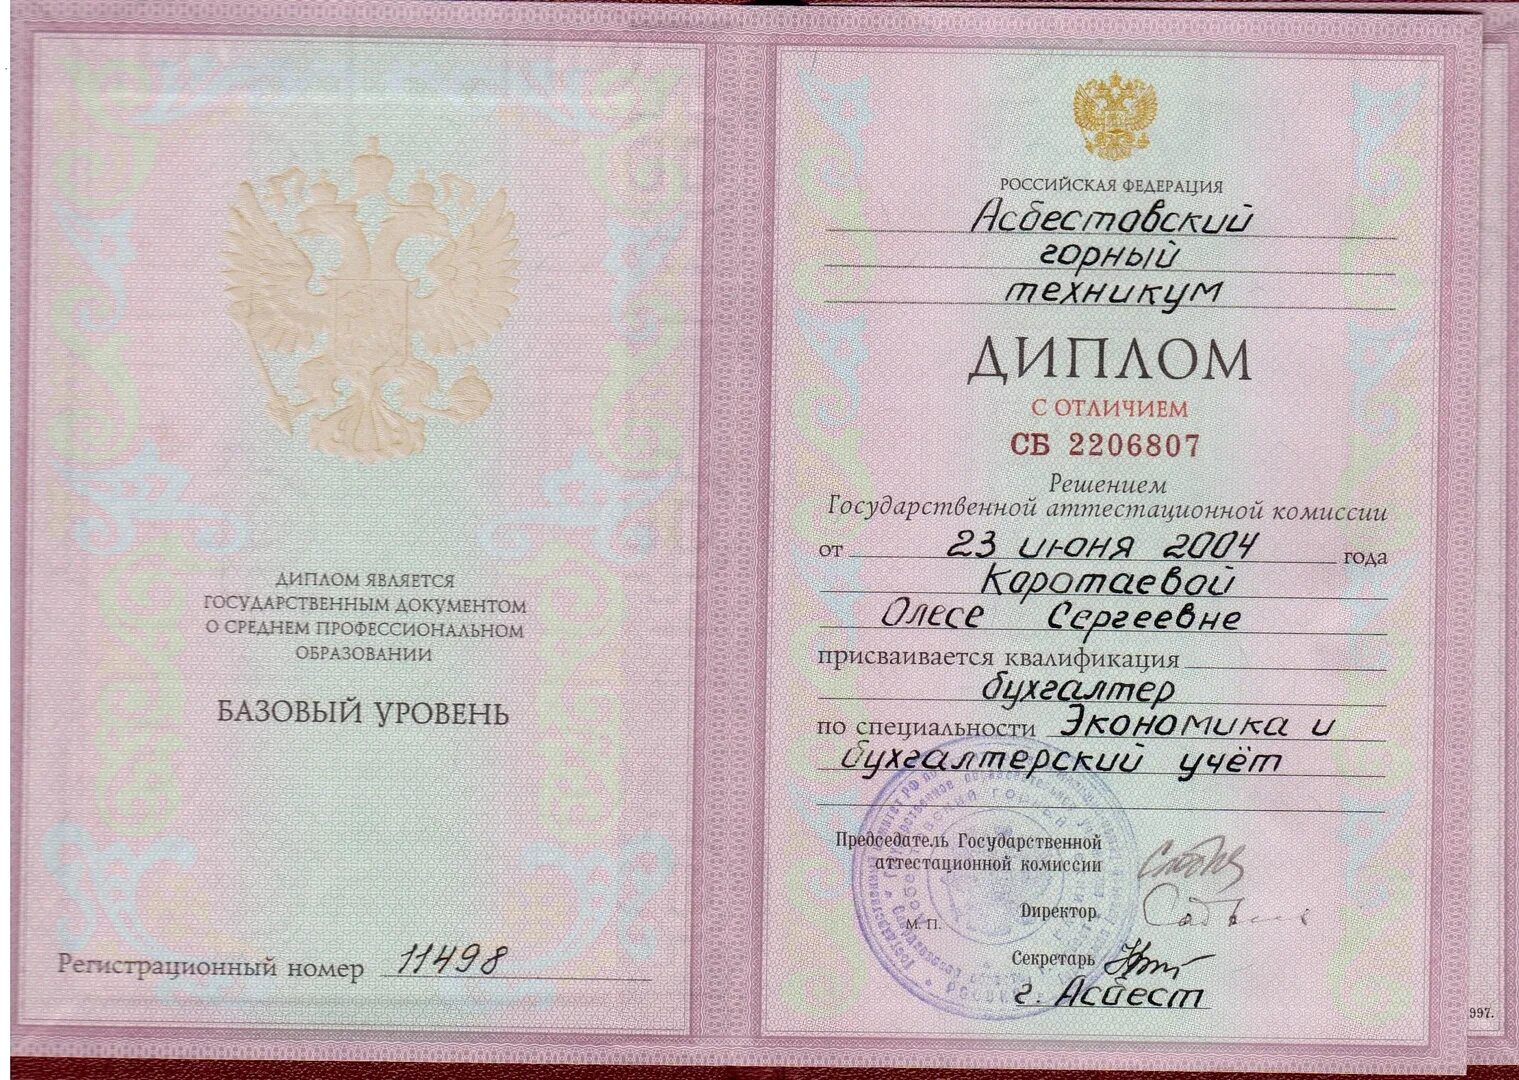 ДИПЛОМ ЯВЛЯЕТСЯ
ГОСУДАРСТВЕННЫМ ДОКУМЕНТОМ
О СРЕДНЕМ ПРОФЕССИОНАЛЬНОМ
ОБРАЗОВАНИИ
БАЗОВЫЙ УРОВЕНЬ
Регистрационный номер 11498
РОССИЙСКАЯ ФЕДЕРАЦИЯ
Асбестовский
горный
техникум
ДИПЛОМ
С ОТЛИЧИЕМ
СБ 2206807
Решением
Государственной аттестационной комиссии
от 23 июня 2004 года
Коротаевой
Олесе Сергеевне
присваивается квалификация
бухгалтер
по специальности Экономика и
бухгалтерский учёт
Председатель Государственной
аттестационной комиссии
Директор
М. П.
Секретарь
г. Асбест
997.